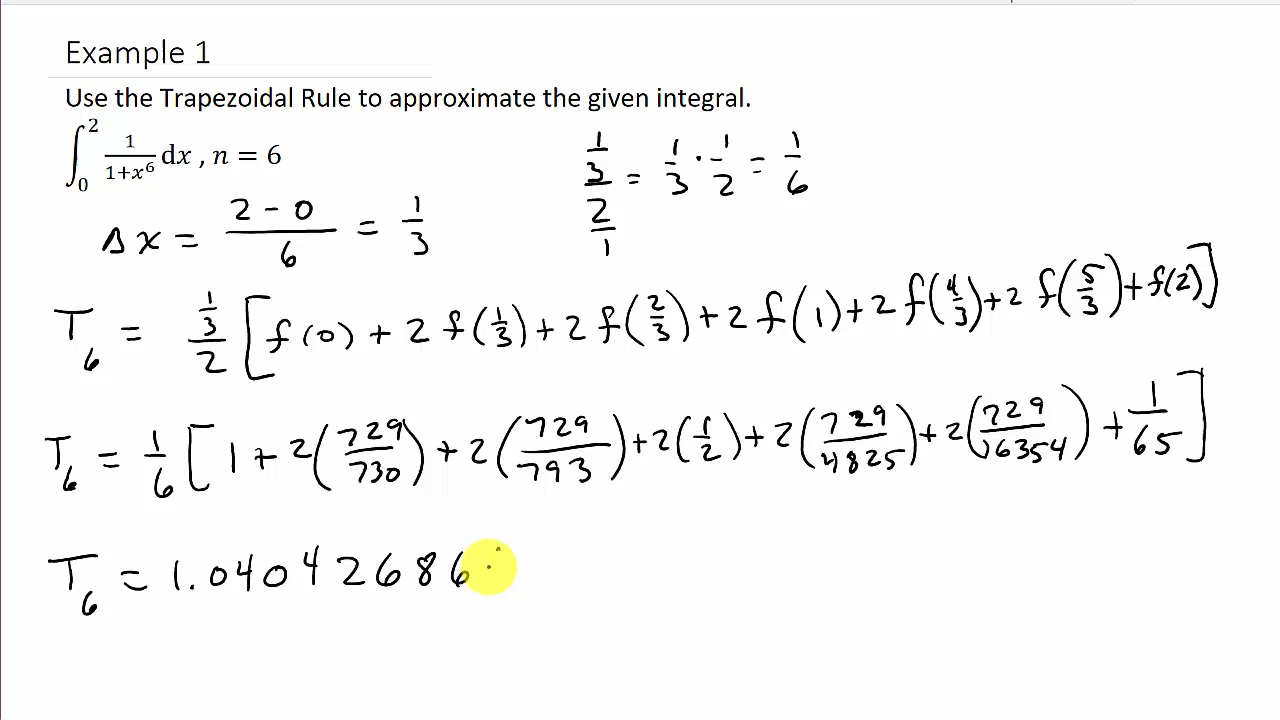 Example 1
Use the Trapezoidal Rule to approximate the given integral.
∫₀² 1/(1+x⁶) dx , n = 6
(1/3)/(2/1) = 1/3 · 1/2 = 1/6
Δx = (2 - 0)/6 = 1/3
T₆ = (1/3)/2 [f(0) + 2f(1/3) + 2f(2/3) + 2f(1) + 2f(4/3) + 2f(5/3) + f(2)]
T₆ = 1/6 [1 + 2(729/730) + 2(729/793) + 2(1/2) + 2(729/4825) + 2(729/16354) + 1/65]
T₆ = 1.04042686